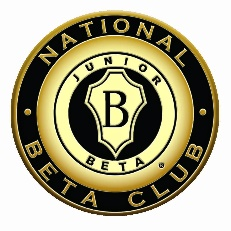 · NATIONAL ·
BETA CLUB
JUNIOR
B
BETA ®